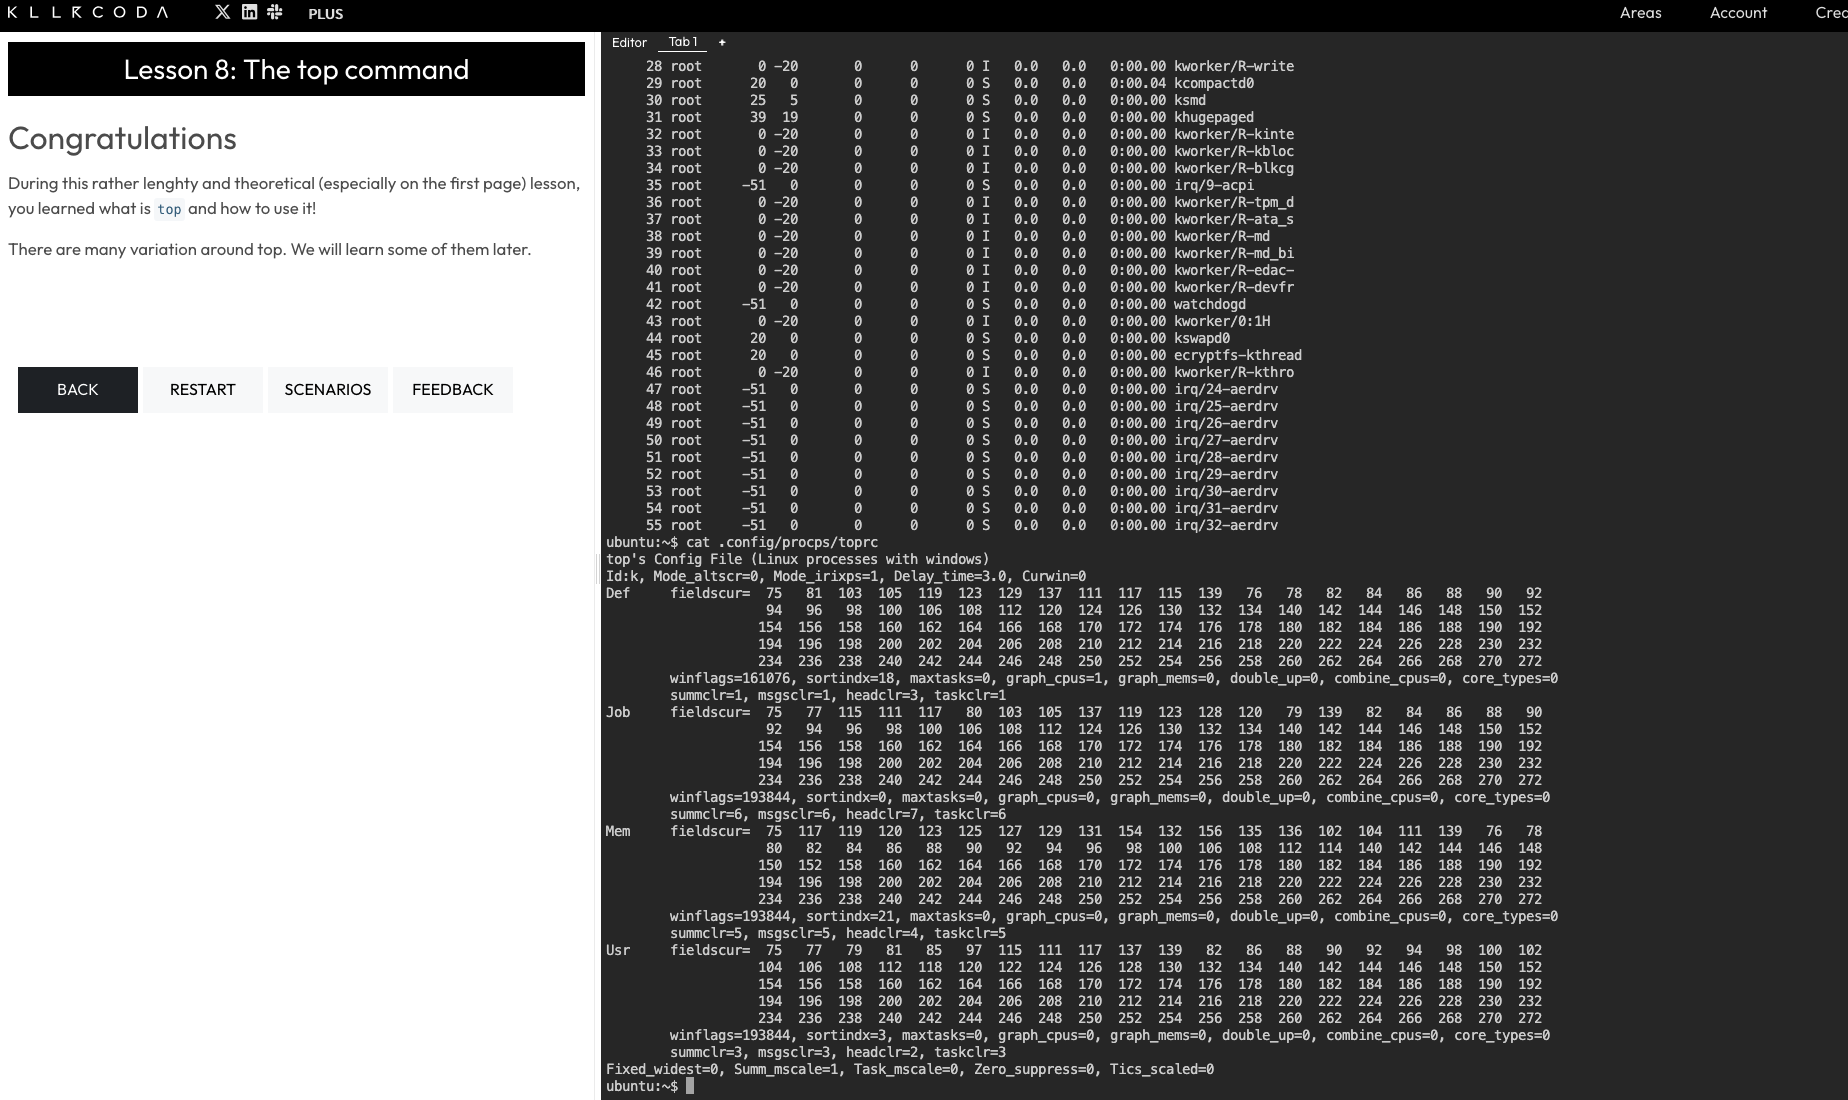 KILLERCODA PLUS Areas Account Crea
Lesson 8: The top command
Congratulations
During this rather lenghty and theoretical (especially on the first page) lesson,
you learned what is top and how to use it!
There are many variation around top. We will learn some of them later.
BACK RESTART SCENARIOS FEEDBACK
Editor Tab 1 +
28 root 0 -20 0 0 0 I 0.0 0.0 0:00.00 kworker/R-write
29 root 20 0 0 0 0 S 0.0 0.0 0:00.04 kcompactd0
30 root 25 5 0 0 0 S 0.0 0.0 0:00.00 ksmd
31 root 39 19 0 0 0 S 0.0 0.0 0:00.00 khugepaged
32 root 0 -20 0 0 0 I 0.0 0.0 0:00.00 kworker/R-kinte
33 root 0 -20 0 0 0 I 0.0 0.0 0:00.00 kworker/R-kbloc
34 root 0 -20 0 0 0 I 0.0 0.0 0:00.00 kworker/R-blkcg
35 root -51 0 0 0 0 S 0.0 0.0 0:00.00 irq/9-acpi
36 root 0 -20 0 0 0 I 0.0 0.0 0:00.00 kworker/R-tpm_d
37 root 0 -20 0 0 0 I 0.0 0.0 0:00.00 kworker/R-ata_s
38 root 0 -20 0 0 0 I 0.0 0.0 0:00.00 kworker/R-md
39 root 0 -20 0 0 0 I 0.0 0.0 0:00.00 kworker/R-md_bi
40 root 0 -20 0 0 0 I 0.0 0.0 0:00.00 kworker/R-edac-
41 root 0 -20 0 0 0 I 0.0 0.0 0:00.00 kworker/R-devfr
42 root -51 0 0 0 0 S 0.0 0.0 0:00.00 watchdogd
43 root 0 -20 0 0 0 I 0.0 0.0 0:00.00 kworker/0:1H
44 root 20 0 0 0 0 S 0.0 0.0 0:00.00 kswapd0
45 root 20 0 0 0 0 S 0.0 0.0 0:00.00 ecryptfs-kthread
46 root 0 -20 0 0 0 I 0.0 0.0 0:00.00 kworker/R-kthro
47 root -51 0 0 0 0 S 0.0 0.0 0:00.00 irq/24-aerdrv
48 root -51 0 0 0 0 S 0.0 0.0 0:00.00 irq/25-aerdrv
49 root -51 0 0 0 0 S 0.0 0.0 0:00.00 irq/26-aerdrv
50 root -51 0 0 0 0 S 0.0 0.0 0:00.00 irq/27-aerdrv
51 root -51 0 0 0 0 S 0.0 0.0 0:00.00 irq/28-aerdrv
52 root -51 0 0 0 0 S 0.0 0.0 0:00.00 irq/29-aerdrv
53 root -51 0 0 0 0 S 0.0 0.0 0:00.00 irq/30-aerdrv
54 root -51 0 0 0 0 S 0.0 0.0 0:00.00 irq/31-aerdrv
55 root -51 0 0 0 0 S 0.0 0.0 0:00.00 irq/32-aerdrv
ubuntu:~$ cat .config/procps/toprc
top's Config File (Linux processes with windows)
Id:k, Mode_altscr=0, Mode_irixps=1, Delay_time=3.0, Curwin=0
Def fieldscur= 75 81 103 105 119 123 129 137 111 117 115 139 76 78 82 84 86 88 90 92
94 96 98 100 106 108 112 120 124 126 130 132 134 140 142 144 146 148 150 152
154 156 158 160 162 164 166 168 170 172 174 176 178 180 182 184 186 188 190 192
194 196 198 200 202 204 206 208 210 212 214 216 218 220 222 224 226 228 230 232
234 236 238 240 242 244 246 248 250 252 254 256 258 260 262 264 266 268 270 272
winflags=161076, sortindx=18, maxtasks=0, graph_cpus=1, graph_mems=0, double_up=0, combine_cpus=0, core_types=0
summclr=1, msgsclr=1, headclr=3, taskclr=1
Job fieldscur= 75 77 115 111 117 80 103 105 137 119 123 128 120 79 139 82 84 86 88 90
92 94 96 98 100 106 108 112 124 126 130 132 134 140 142 144 146 148 150 152
154 156 158 160 162 164 166 168 170 172 174 176 178 180 182 184 186 188 190 192
194 196 198 200 202 204 206 208 210 212 214 216 218 220 222 224 226 228 230 232
234 236 238 240 242 244 246 248 250 252 254 256 258 260 262 264 266 268 270 272
winflags=193844, sortindx=0, maxtasks=0, graph_cpus=0, graph_mems=0, double_up=0, combine_cpus=0, core_types=0
summclr=6, msgsclr=6, headclr=7, taskclr=6
Mem fieldscur= 75 117 119 120 123 125 127 129 131 154 132 156 135 136 102 104 111 139 76 78
80 82 84 86 88 90 92 94 96 98 100 106 108 112 114 140 142 144 146 148
150 152 158 160 162 164 166 168 170 172 174 176 178 180 182 184 186 188 190 192
194 196 198 200 202 204 206 208 210 212 214 216 218 220 222 224 226 228 230 232
234 236 238 240 242 244 246 248 250 252 254 256 258 260 262 264 266 268 270 272
winflags=193844, sortindx=21, maxtasks=0, graph_cpus=0, graph_mems=0, double_up=0, combine_cpus=0, core_types=0
summclr=5, msgsclr=5, headclr=4, taskclr=5
Usr fieldscur= 75 77 79 81 85 97 115 111 117 137 139 82 86 88 90 92 94 98 100 102
104 106 108 112 118 120 122 124 126 128 130 132 134 140 142 144 146 148 150 152
154 156 158 160 162 164 166 168 170 172 174 176 178 180 182 184 186 188 190 192
194 196 198 200 202 204 206 208 210 212 214 216 218 220 222 224 226 228 230 232
234 236 238 240 242 244 246 248 250 252 254 256 258 260 262 264 266 268 270 272
winflags=193844, sortindx=3, maxtasks=0, graph_cpus=0, graph_mems=0, double_up=0, combine_cpus=0, core_types=0
summclr=3, msgsclr=3, headclr=2, taskclr=3
Fixed_widest=0, Summ_mscale=1, Task_mscale=0, Zero_suppress=0, Tics_scaled=0
ubuntu:~$